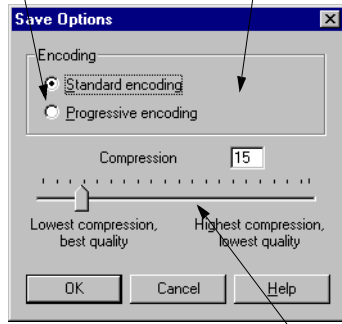 Save Options
Encoding
Standard encoding
Progressive encoding
Compression 15
Lowest compression, Highest compression,
best quality lowest quality
OK Cancel Help